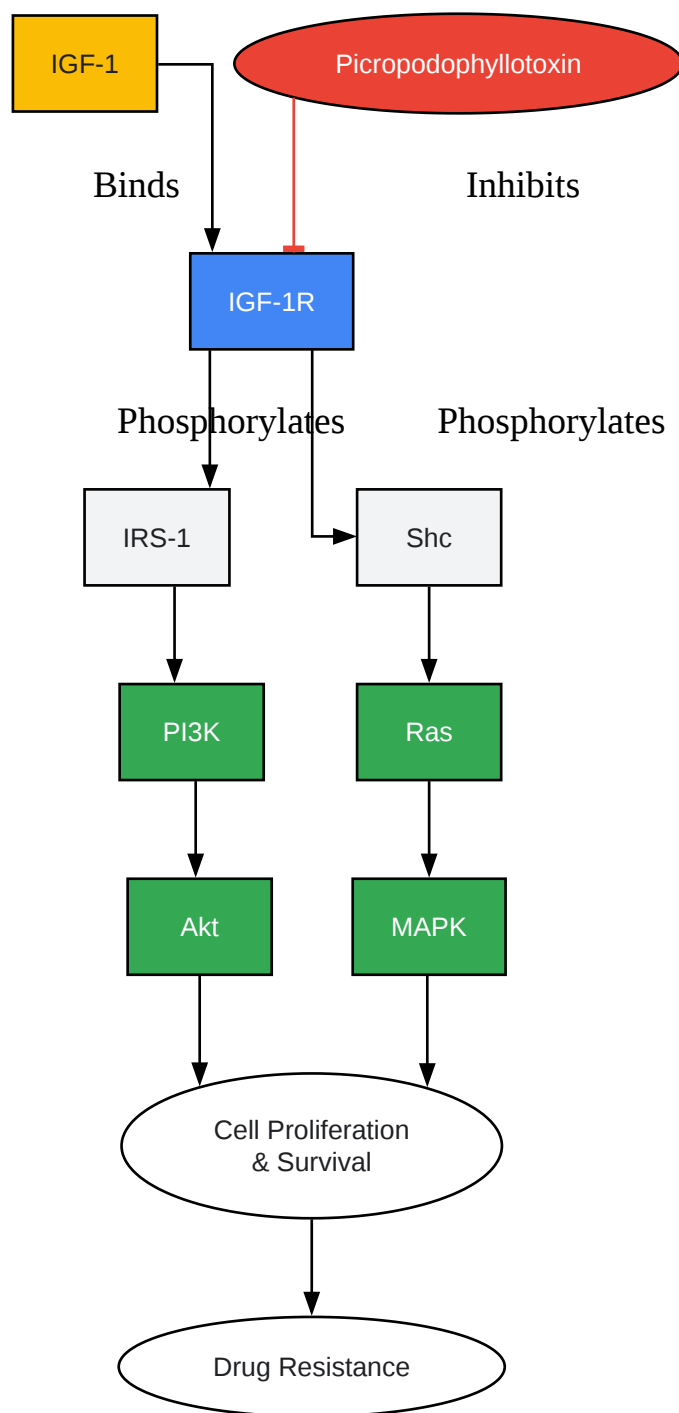 IGF-1
Picropodophyllotoxin
Binds
Inhibits
IGF-1R
Phosphorylates
Phosphorylates
IRS-1
Shc
PI3K
Ras
Akt
MAPK
Cell Proliferation
& Survival
Drug Resistance